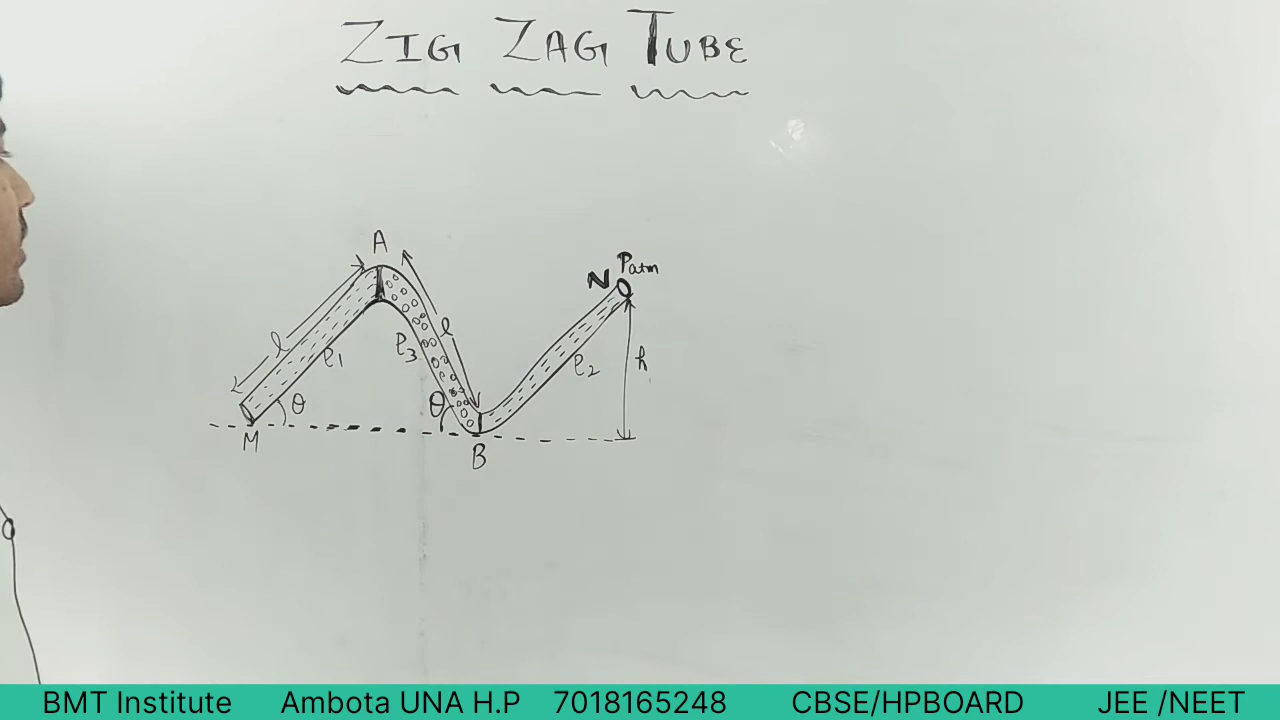 ZIG ZAG TUBE
A
N Patm
l
l
ρ1
ρ3
ρ2
h
θ
θ
M
B
BMT Institute Ambota UNA H.P 7018165248 CBSE/HPBOARD JEE /NEET